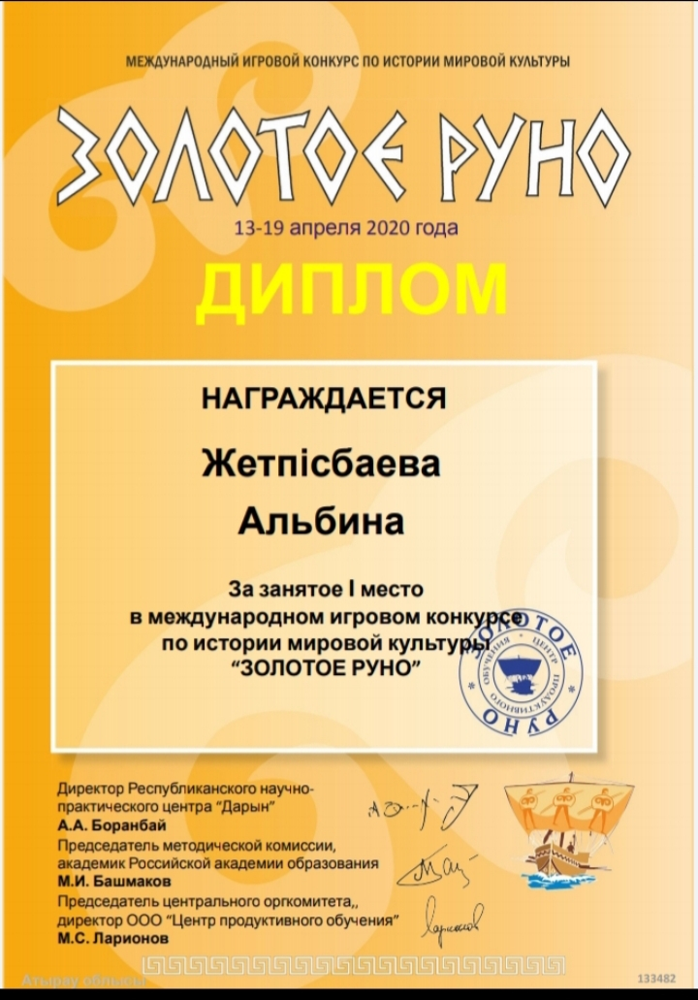 МЕЖДУНАРОДНЫЙ ИГРОВОЙ КОНКУРС ПО ИСТОРИИ МИРОВОЙ КУЛЬТУРЫ
ЗОЛОТОЕ РУНО
13-19 апреля 2020 года
ДИПЛОМ
НАГРАЖДАЕТСЯ
Жетпісбаева
Альбина
За занятое I место
в международном игровом конкурсе
по истории мировой культуры
“ЗОЛОТОЕ РУНО”
ЗОЛОТОЕ РУНО
ЦЕНТР ПРОДУКТИВНОГО ОБУЧЕНИЯ
Директор Республиканского научно-
практического центра “Дарын”
А.А. Боранбай
Председатель методической комиссии,
академик Российской академии образования
М.И. Башмаков
Председатель центрального оргкомитета,,
директор ООО “Центр продуктивного обучения”
М.С. Ларионов
Атырау облысы
133482